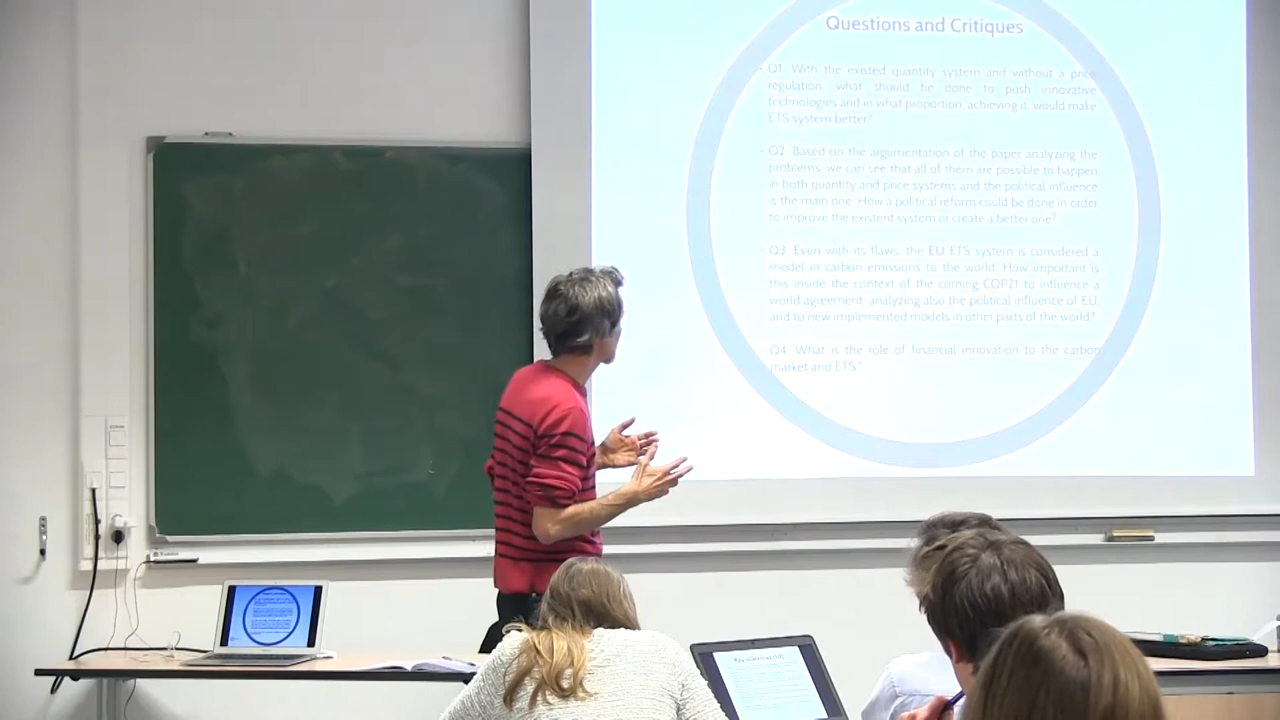 Questions and Critiques
Q1: With the existed quantity system and without a price
regulation, what should be done to push innovative
technologies and in what proportion, achieving it, would make
ETS system better?
Q2: Based on the argumentation of the paper analyzing the
problems, we can see that all of them are possible to happen
in both quantity and price systems and the political influence
is the main one. How a political reform could be done in order
to improve the existent system or create a better one?
Q3: Even with its flaws, the EU ETS system is considered a
model in carbon emissions to the world. How important is
this inside the context of the coming COP21 to influence a
world agreement, analyzing also the political influence of EU,
and to new implemented models in other parts of the world?
Q4: What is the role of financial innovation to the carbon
market and ETS?